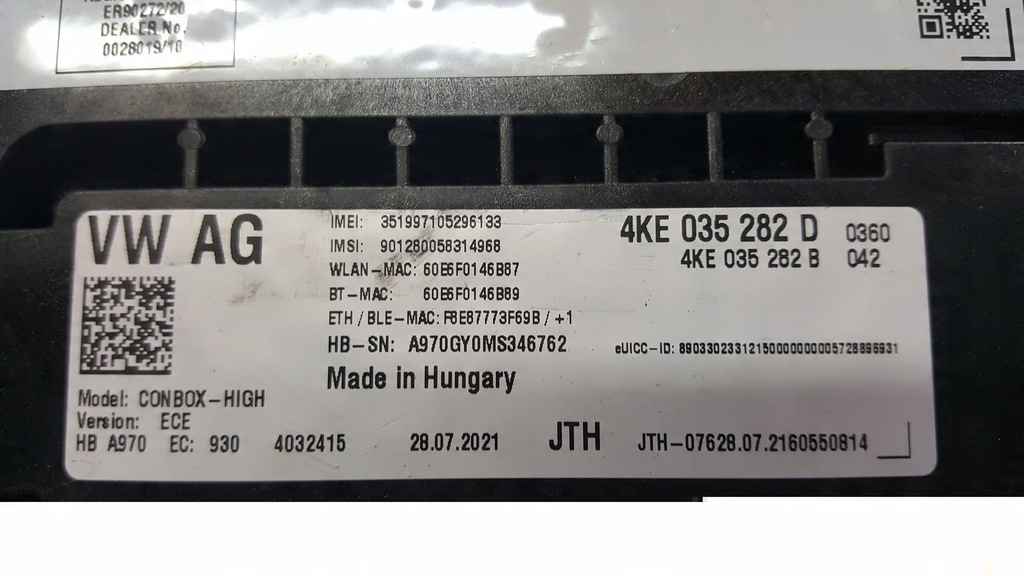 ER90272/20
DEALER No.
0028019/18
VW AG
IMEI: 351997105296133
IMSI: 901280058314968
WLAN-MAC: 60E6F0146B87
BT-MAC: 60E6F0146B89
ETH / BLE-MAC: F8E87773F69B / +1
HB-SN: A970GY0MS346762
Made in Hungary
4KE 035 282 D 0360
4KE 035 282 B 042
eUICC-ID: 89033023312150000000005728896931
Model: CONBOX-HIGH
Version: ECE
HB A970 EC: 930 4032415 28.07.2021 JTH JTH-07628.07.2160550814